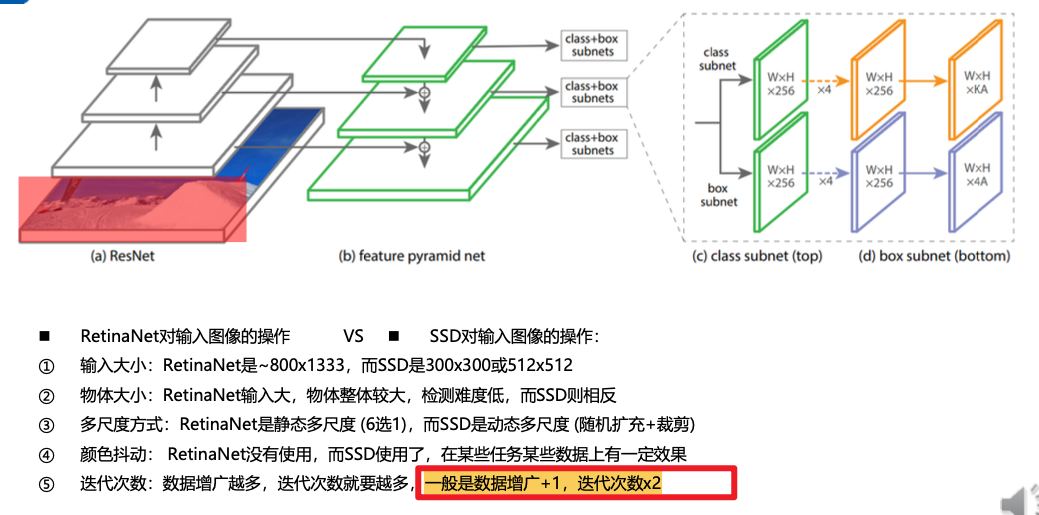 class+box
subnets
class+box
subnets
class+box
subnets
class
subnet
W×H
×256
×4
W×H
×256
W×H
×KA
box
subnet
W×H
×256
×4
W×H
×256
W×H
×4A
(a) ResNet
(b) feature pyramid net
(c) class subnet (top)
(d) box subnet (bottom)
■ RetinaNet对输入图像的操作 VS ■ SSD对输入图像的操作：
① 输入大小：RetinaNet是~800x1333，而SSD是300x300或512x512
② 物体大小：RetinaNet输入大，物体整体较大，检测难度低，而SSD则相反
③ 多尺度方式：RetinaNet是静态多尺度 (6选1)，而SSD是动态多尺度 (随机扩充+裁剪)
④ 颜色抖动： RetinaNet没有使用，而SSD使用了，在某些任务某些数据上有一定效果
⑤ 迭代次数：数据增广越多，迭代次数就要越多，一般是数据增广+1，迭代次数x2